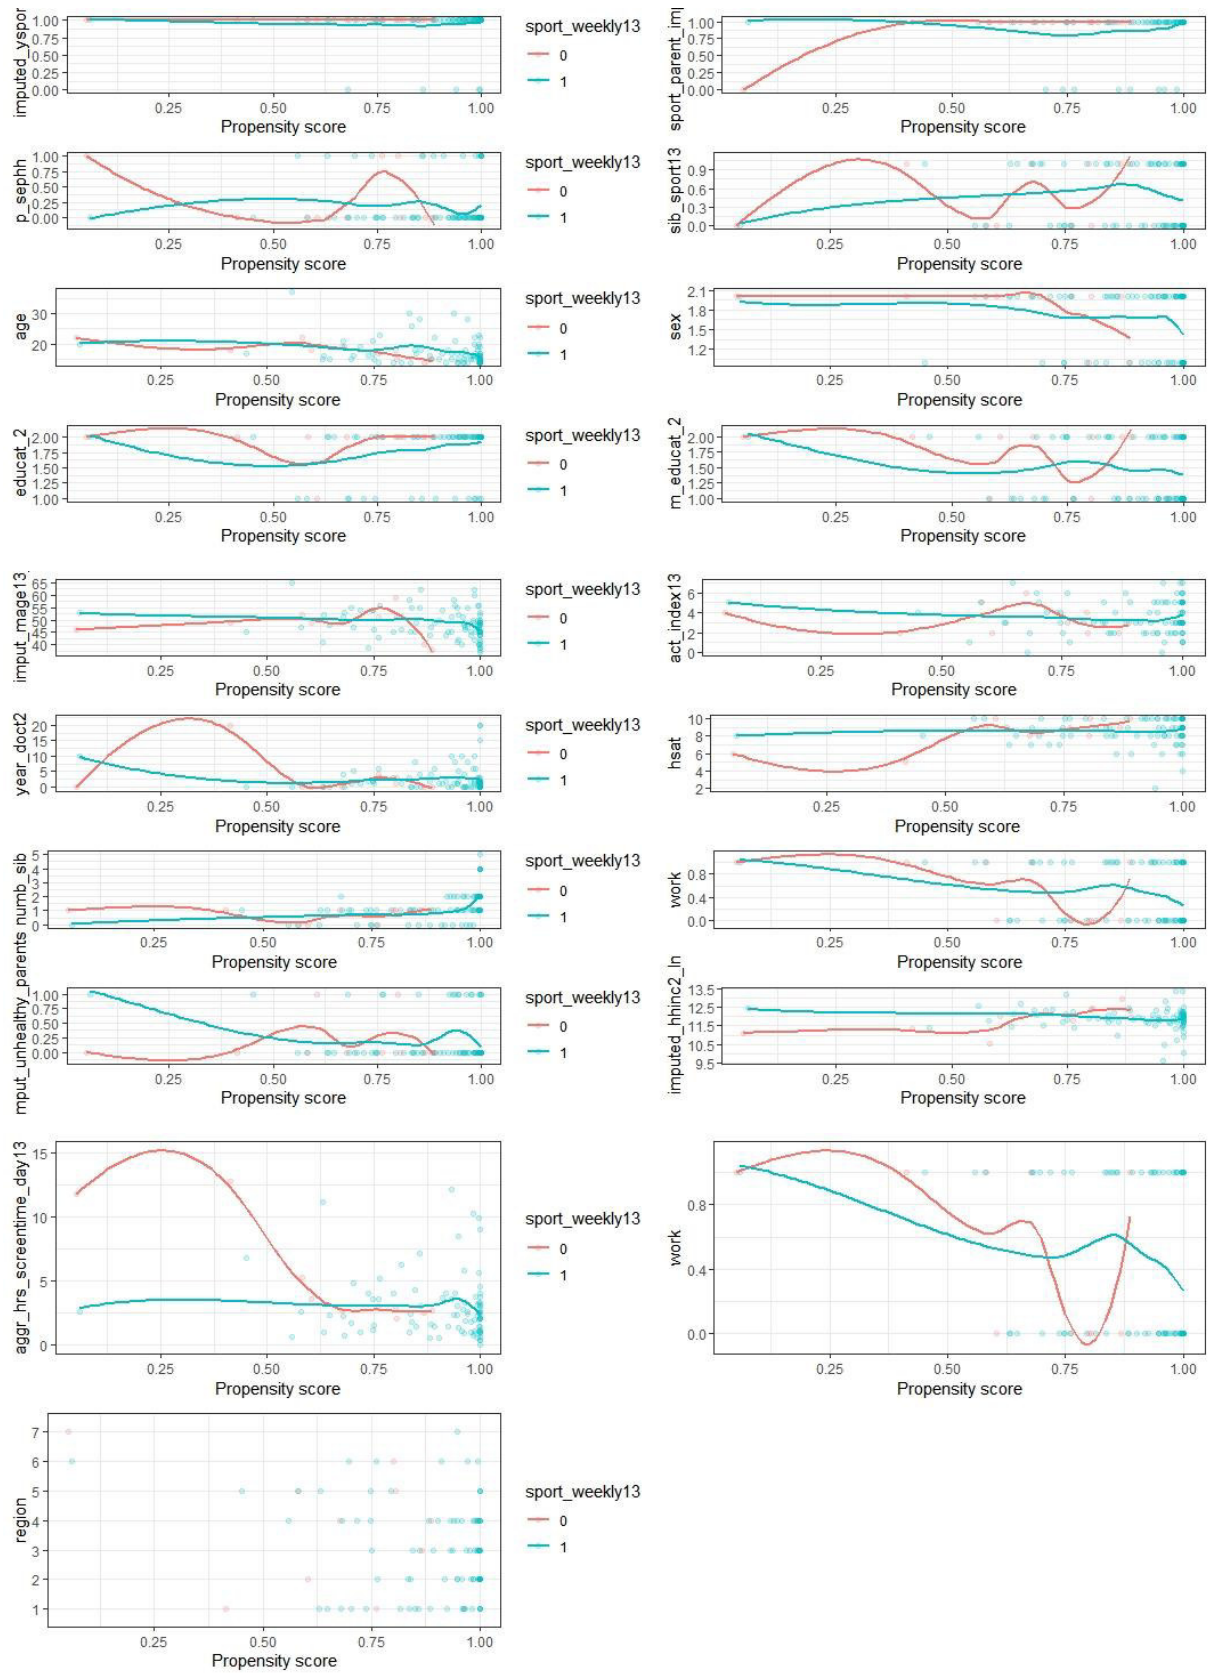 imputed_yspor
1.00
0.75
0.50
0.25
0.00
0.25 0.50 0.75 1.00
Propensity score
sport_weekly13
0
1
sport_parent_im
1.00
0.75
0.50
0.25
0.00
0.25 0.50 0.75 1.00
Propensity score
p_seph
1.00
0.75
0.50
0.25
0.00
0.25 0.50 0.75 1.00
Propensity score
sport_weekly13
0
1
sib_sport13
0.9
0.6
0.3
0.0
0.25 0.50 0.75 1.00
Propensity score
age
30
20
0.25 0.50 0.75 1.00
Propensity score
sport_weekly13
0
1
sex
2.1
1.8
1.5
1.2
0.25 0.50 0.75 1.00
Propensity score
educat_2
2.00
1.75
1.50
1.25
1.00
0.25 0.50 0.75 1.00
Propensity score
sport_weekly13
0
1
m_educat_2
2.00
1.75
1.50
1.25
1.00
0.25 0.50 0.75 1.00
Propensity score
imput_mage13
65
60
55
50
45
40
0.25 0.50 0.75 1.00
Propensity score
sport_weekly13
0
1
act_index13
6
4
2
0
0.25 0.50 0.75 1.00
Propensity score
year_doct2
20
15
10
5
0
0.25 0.50 0.75 1.00
Propensity score
sport_weekly13
0
1
hsat
10
8
6
4
2
0.25 0.50 0.75 1.00
Propensity score
numb_sib
5
4
3
2
1
0
0.25 0.50 0.75 1.00
Propensity score
sport_weekly13
0
1
work
0.8
0.4
0.0
0.25 0.50 0.75 1.00
Propensity score
mput_unhealthy_parents
1.00
0.75
0.50
0.25
0.00
0.25 0.50 0.75 1.00
Propensity score
sport_weekly13
0
1
imputed_hhinc2_ln
13.5
12.5
11.5
10.5
9.5
0.25 0.50 0.75 1.00
Propensity score
aggr_hrs_screentime_day13
15
10
5
0
0.25 0.50 0.75 1.00
Propensity score
sport_weekly13
0
1
work
0.8
0.4
0.0
0.25 0.50 0.75 1.00
Propensity score
region
7
6
5
4
3
2
1
0.25 0.50 0.75 1.00
Propensity score
sport_weekly13
0
1